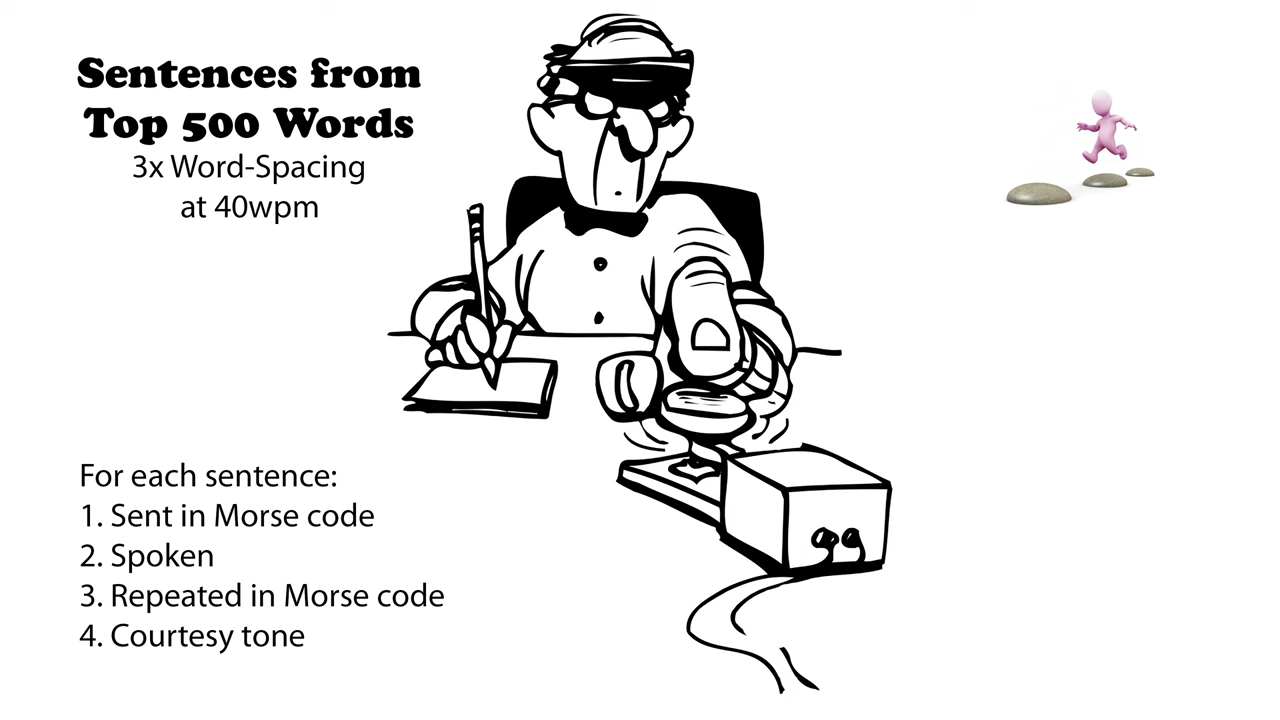 Sentences from
Top 500 Words
3x Word-Spacing
at 40wpm
For each sentence:
1. Sent in Morse code
2. Spoken
3. Repeated in Morse code
4. Courtesy tone